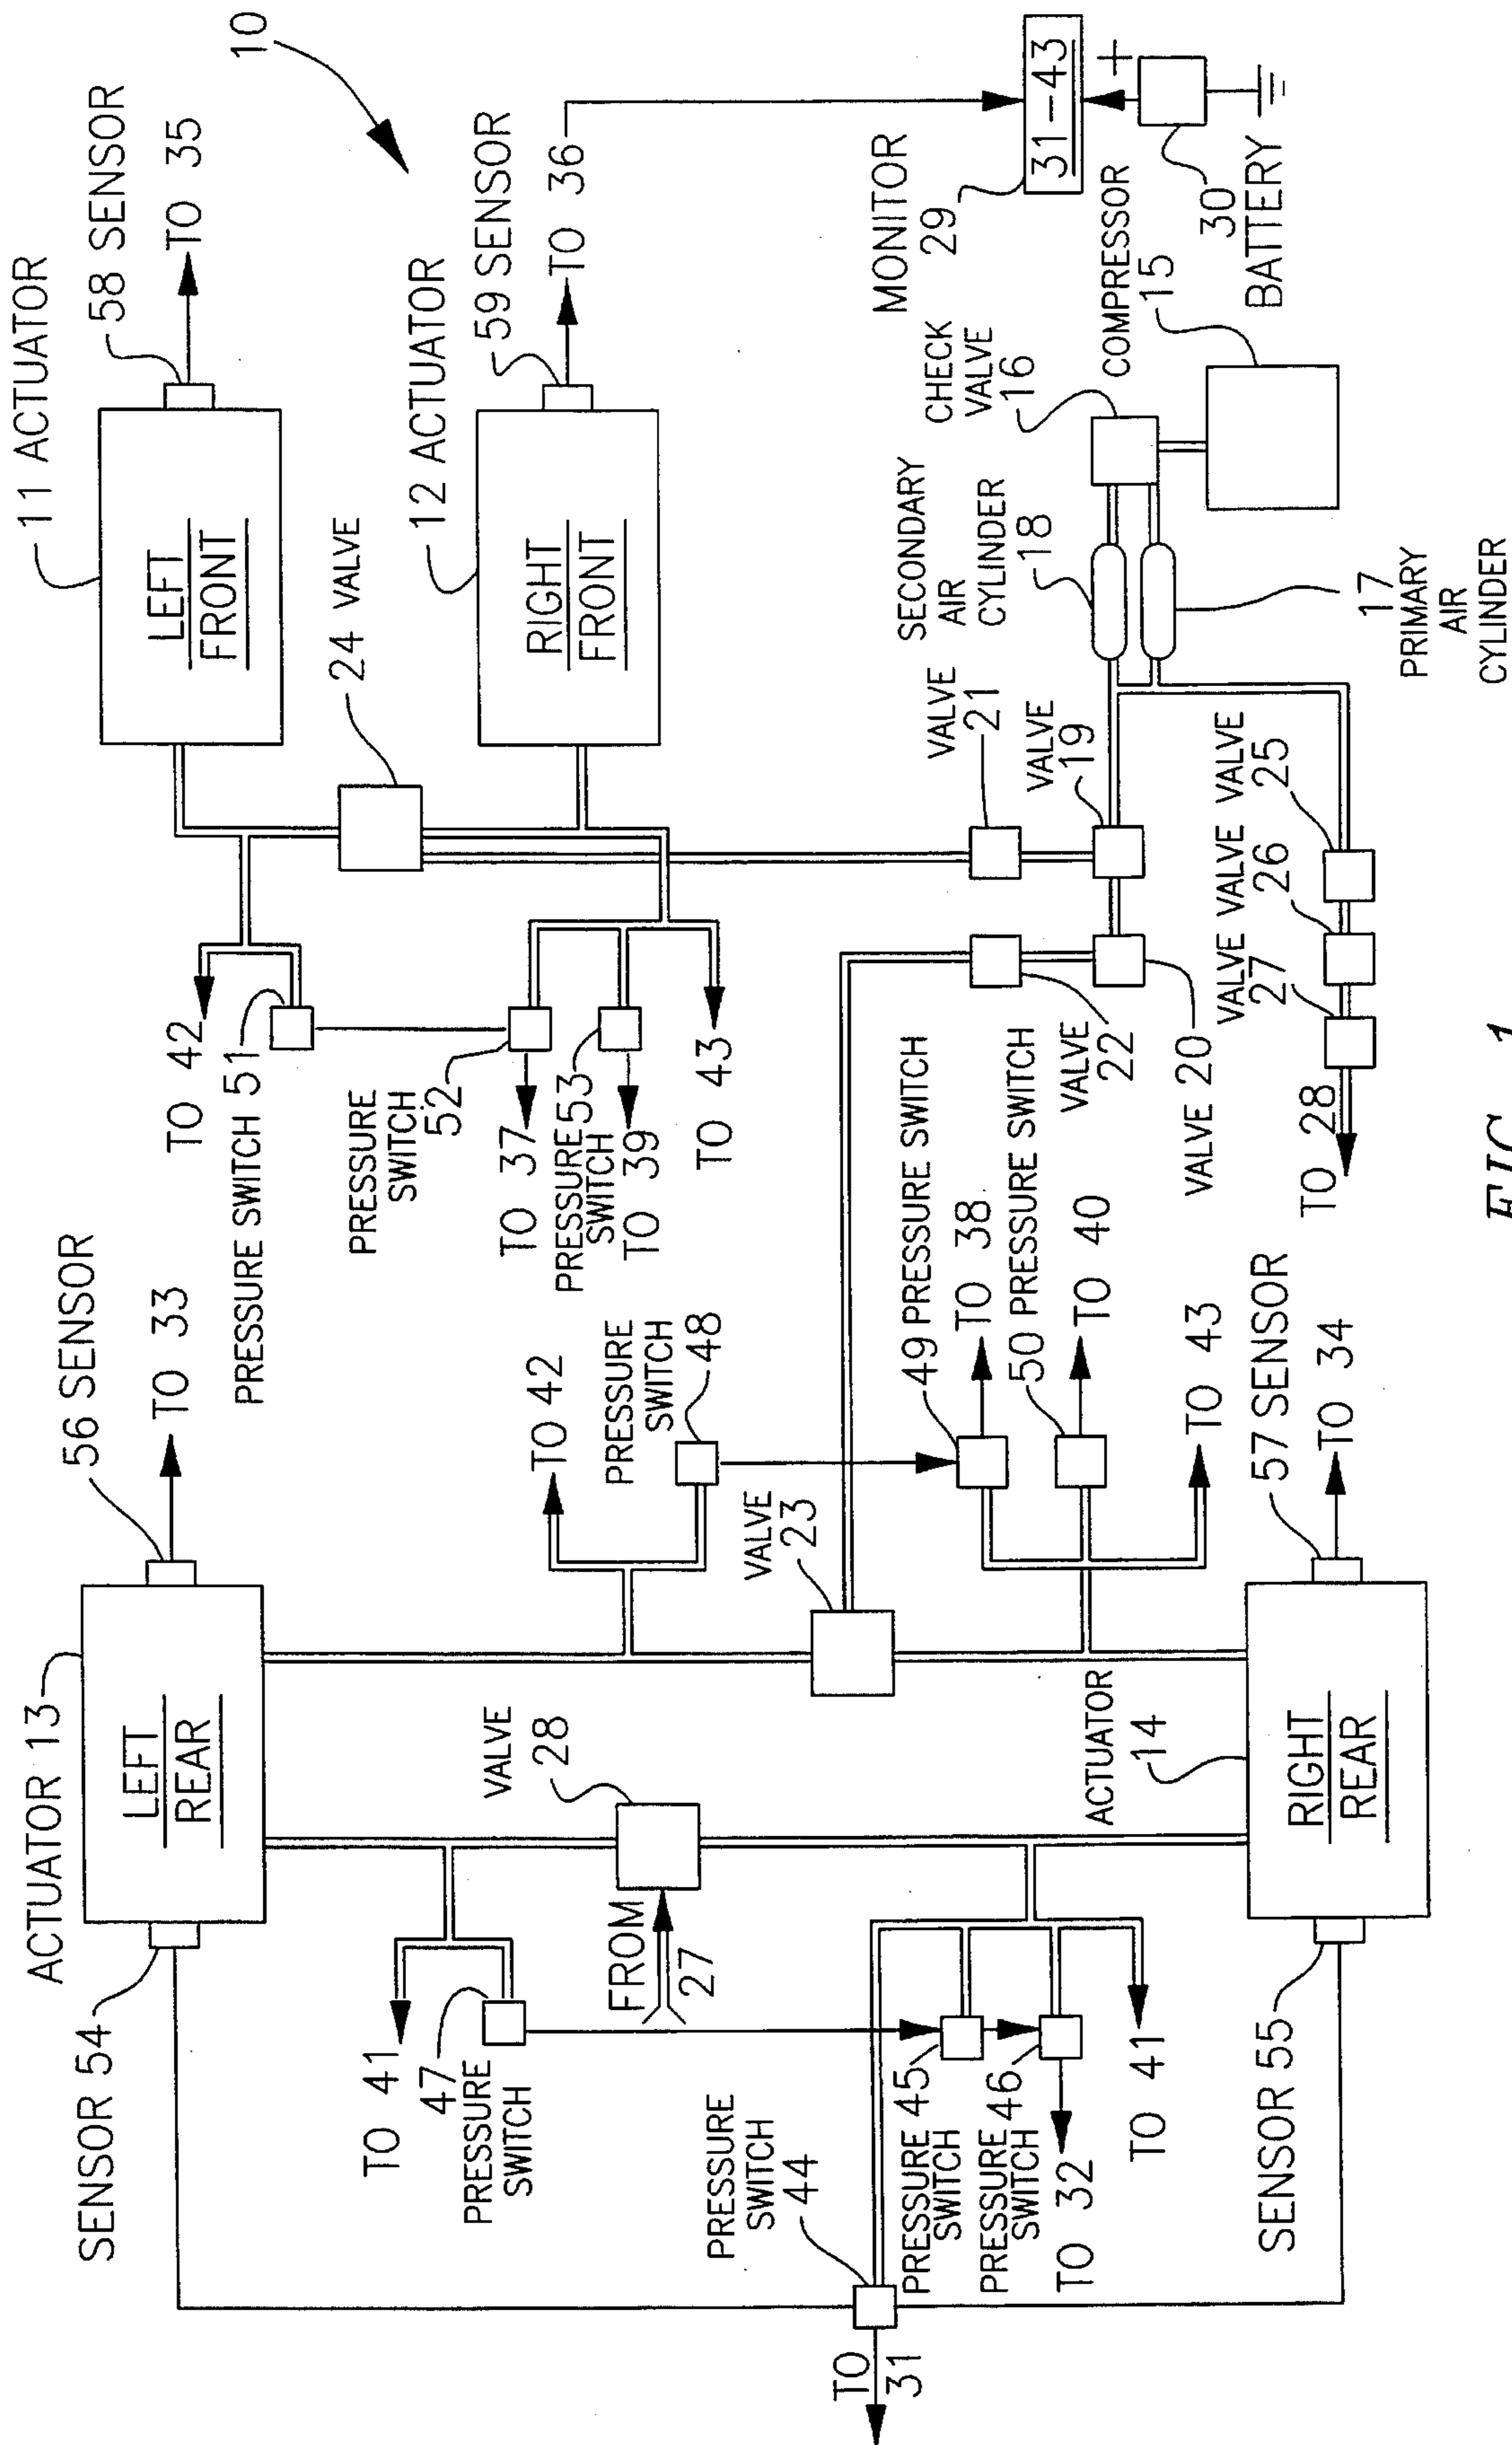 ACTUATOR 13
LEFT
REAR
56 SENSOR
TO 33
SENSOR 54
11 ACTUATOR
LEFT
FRONT
58 SENSOR
TO 35
10
24 VALVE
12 ACTUATOR
RIGHT
FRONT
59 SENSOR
TO 36
TO 42
PRESSURE SWITCH 51
PRESSURE
SWITCH
52
TO 37
PRESSURE 53
SWITCH
TO 39
TO 43
TO 41
47
PRESSURE
SWITCH
VALVE
28
FROM
27
TO 42
PRESSURE
SWITCH
48
VALVE
23
PRESSURE
SWITCH
44
TO
31
PRESSURE 45
SWITCH
PRESSURE 46
SWITCH
TO 32
TO 41
SENSOR 55
ACTUATOR
14
RIGHT
REAR
57 SENSOR
TO 34
49 PRESSURE SWITCH
TO 38
50 PRESSURE SWITCH
TO 40
TO 43
VALVE
22
VALVE 20
VALVE
21
VALVE
19
SECONDARY
AIR
CYLINDER
18
CHECK
VALVE
16
COMPRESSOR
15
MONITOR
29
31-43
+
30
BATTERY
17
PRIMARY
AIR
CYLINDER
VALVE
27
VALVE
26
VALVE
25
TO 28
FIG. 1